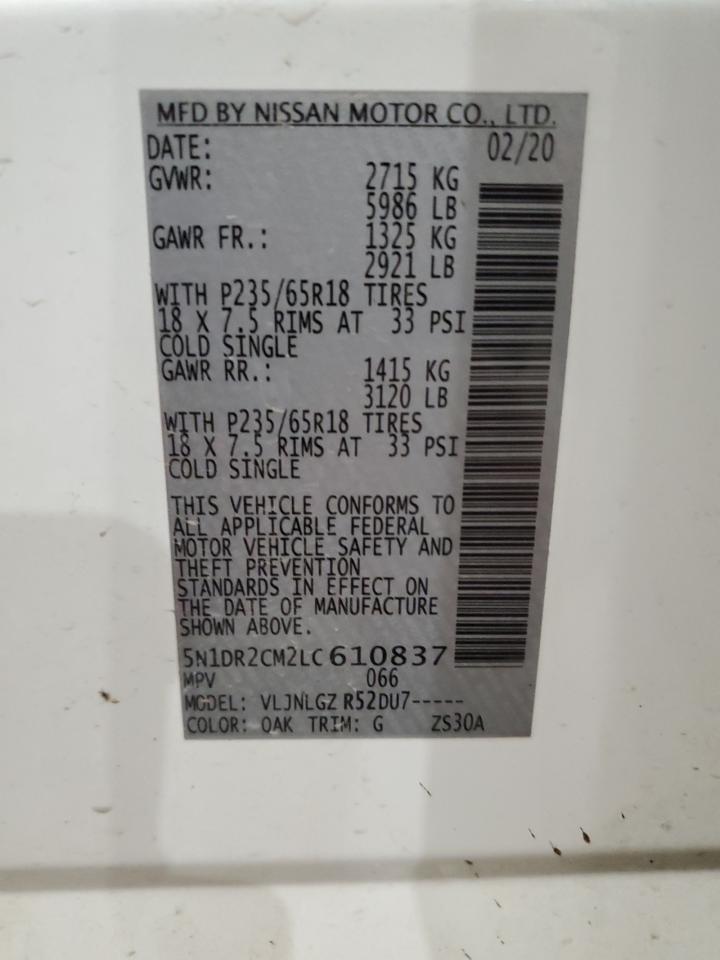 MFD BY NISSAN MOTOR CO., LTD.
DATE: 02/20
GVWR: 2715 KG
5986 LB
GAWR FR.: 1325 KG
2921 LB
WITH P235/65R18 TIRES
18 X 7.5 RIMS AT 33 PSI
COLD SINGLE
GAWR RR.: 1415 KG
3120 LB
WITH P235/65R18 TIRES
18 X 7.5 RIMS AT 33 PSI
COLD SINGLE
THIS VEHICLE CONFORMS TO
ALL APPLICABLE FEDERAL
MOTOR VEHICLE SAFETY AND
THEFT PREVENTION
STANDARDS IN EFFECT ON
THE DATE OF MANUFACTURE
SHOWN ABOVE.
5N1DR2CM2LC610837
MPV 066
MODEL: VLJNLGZ R52DU7-----
COLOR: QAK TRIM: G ZS30A